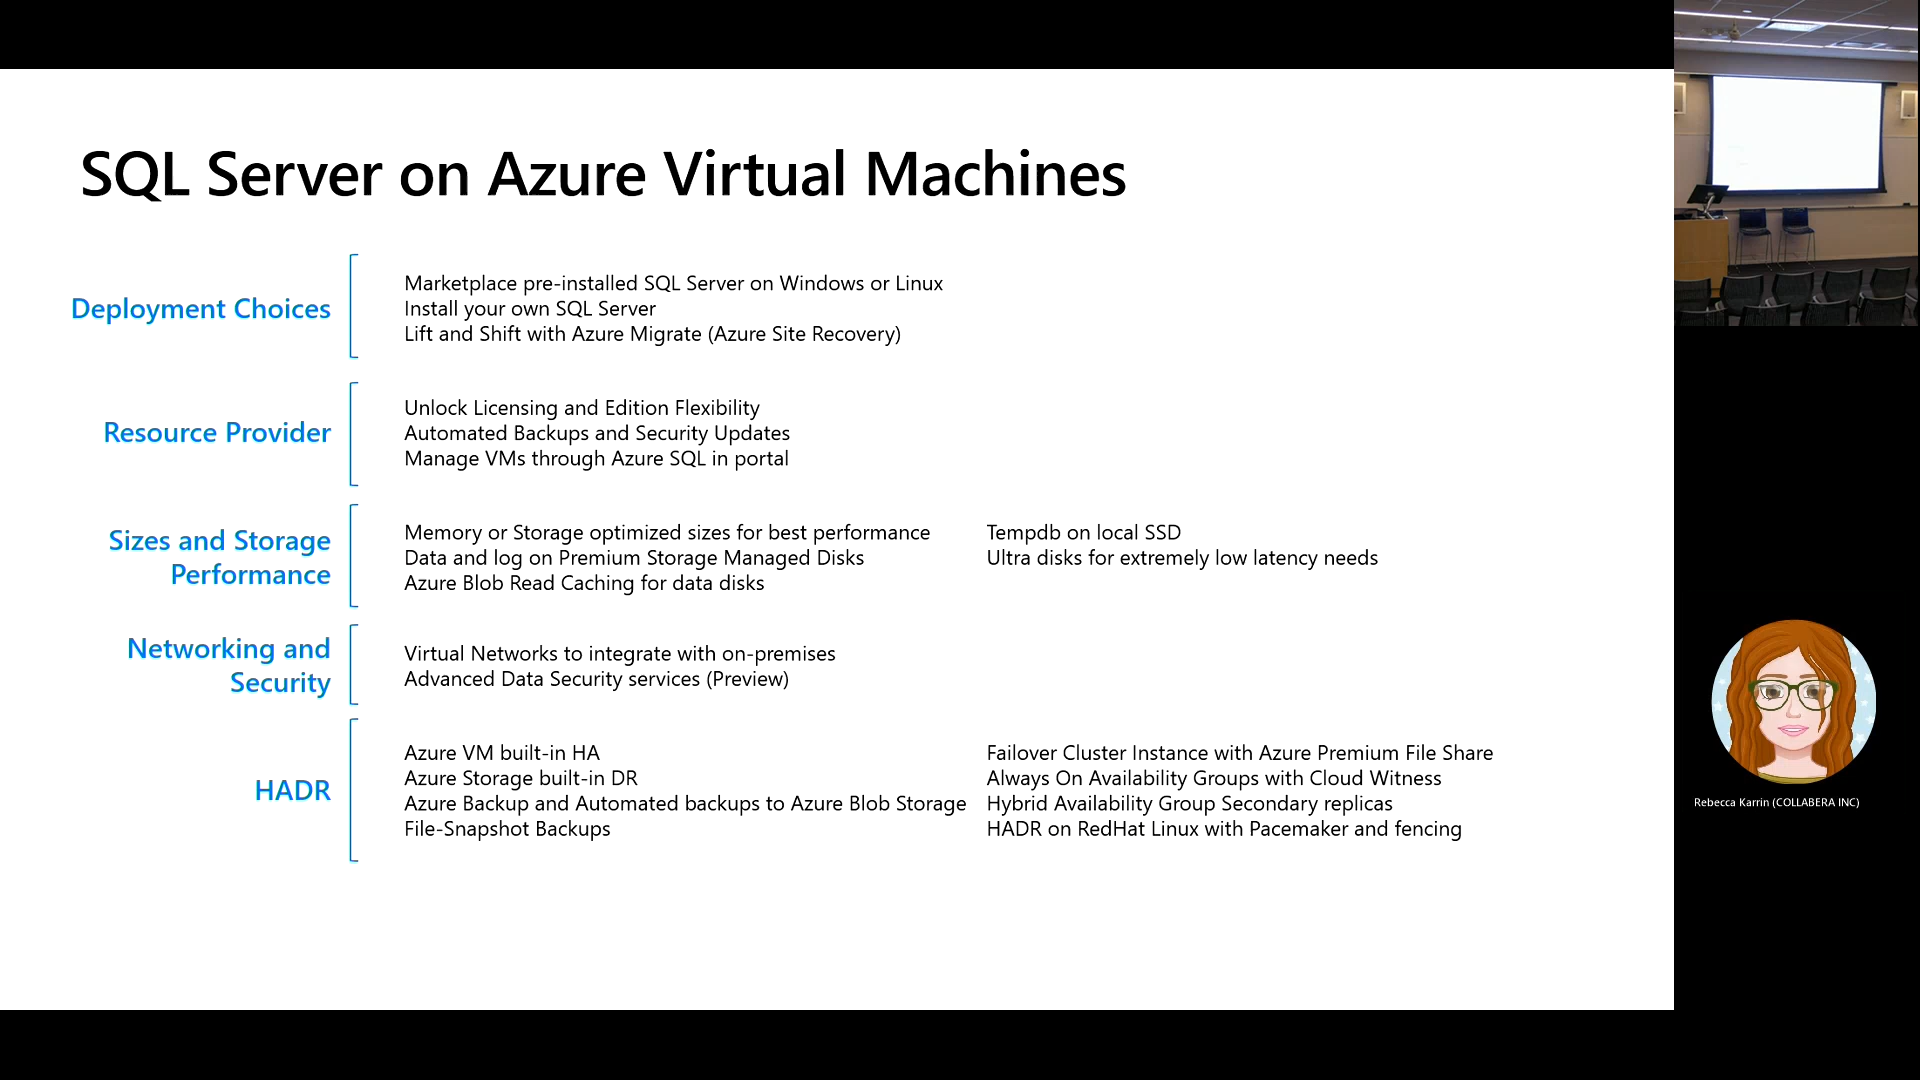 SQL Server on Azure Virtual Machines
Deployment Choices
Marketplace pre-installed SQL Server on Windows or Linux
Install your own SQL Server
Lift and Shift with Azure Migrate (Azure Site Recovery)
Resource Provider
Unlock Licensing and Edition Flexibility
Automated Backups and Security Updates
Manage VMs through Azure SQL in portal
Sizes and Storage
Performance
Memory or Storage optimized sizes for best performance
Data and log on Premium Storage Managed Disks
Azure Blob Read Caching for data disks
Tempdb on local SSD
Ultra disks for extremely low latency needs
Networking and
Security
Virtual Networks to integrate with on-premises
Advanced Data Security services (Preview)
HADR
Azure VM built-in HA
Azure Storage built-in DR
Azure Backup and Automated backups to Azure Blob Storage
File-Snapshot Backups
Failover Cluster Instance with Azure Premium File Share
Always On Availability Groups with Cloud Witness
Hybrid Availability Group Secondary replicas
HADR on RedHat Linux with Pacemaker and fencing
Rebecca Karrin (COLLABERA INC)